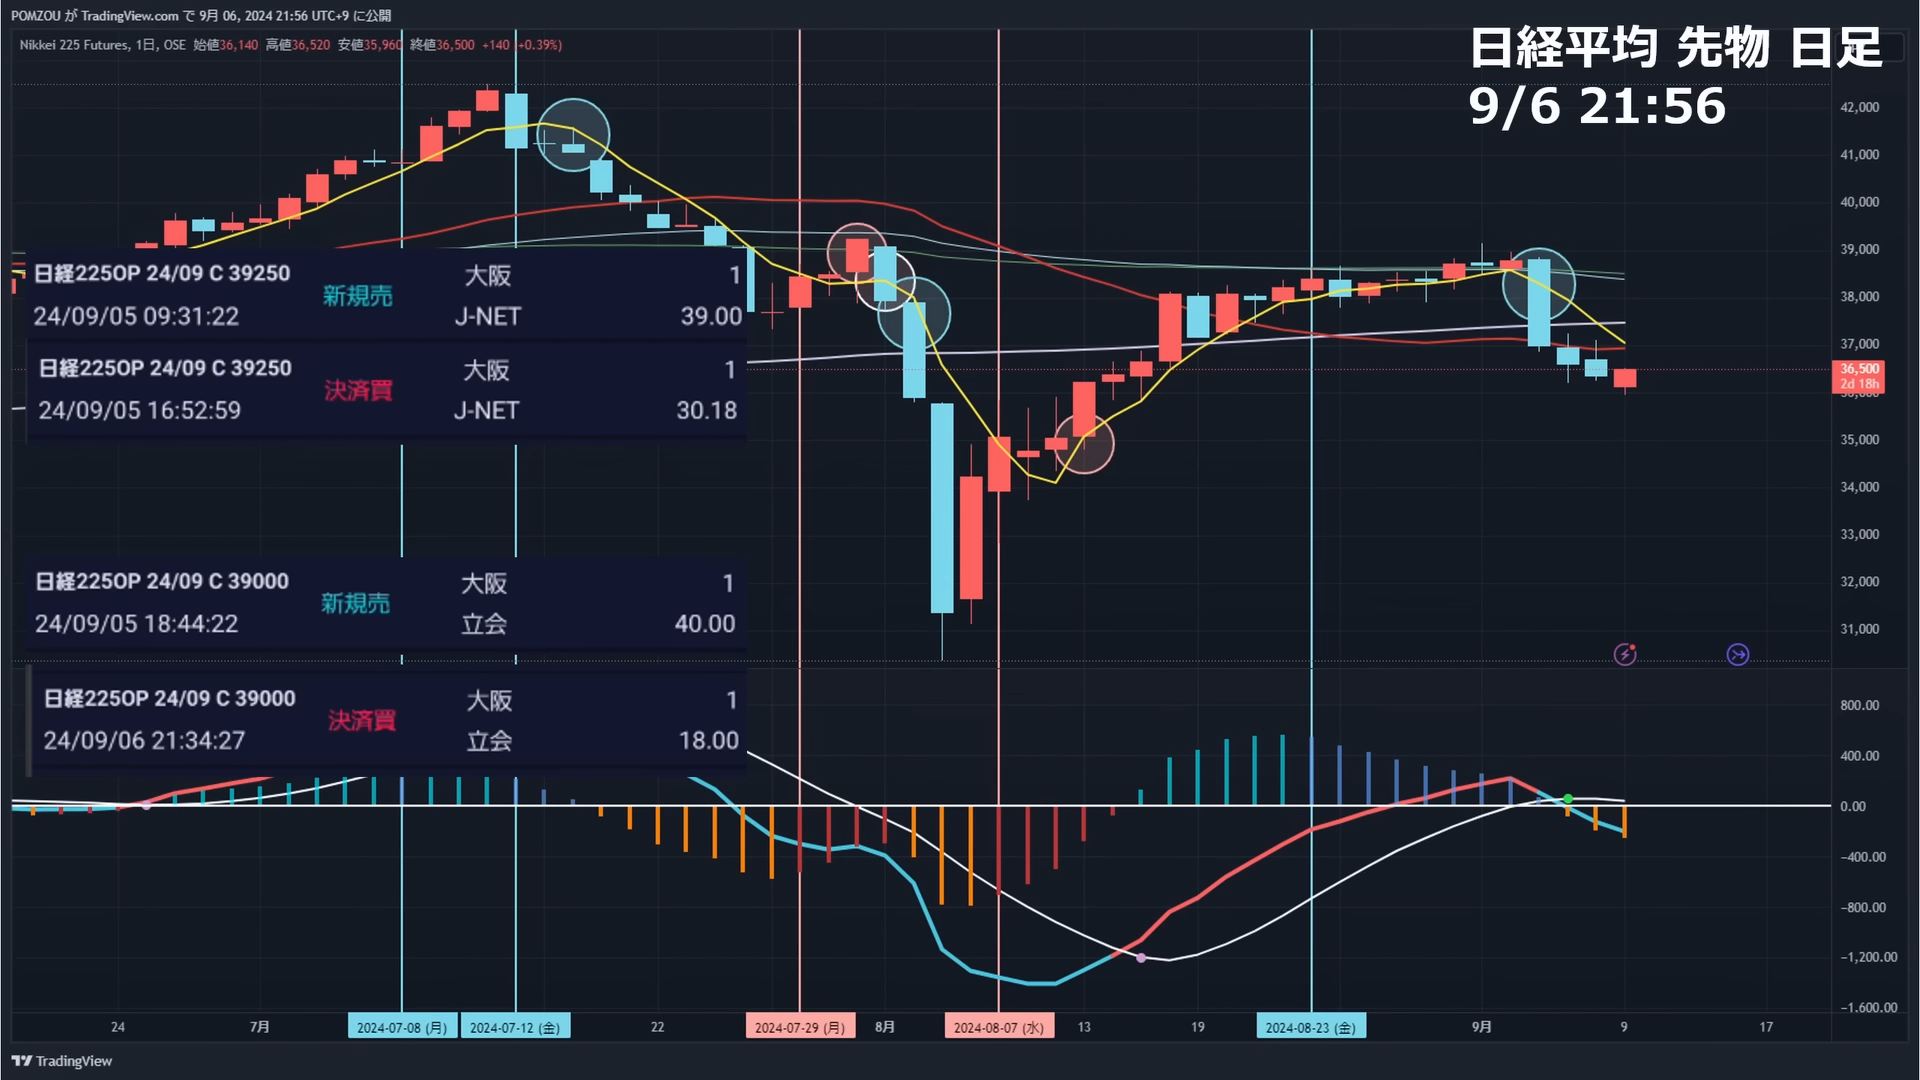 POMZOU が TradingView.com で 9月 06, 2024 21:56 UTC+9 に公開
Nikkei 225 Futures, 1日, OSE 始値36,140 高値36,520 安値35,960 終値36,500 +140 (+0.39%)
日経平均 先物 日足
9/6 21:56
日経225OP 24/09 C 39250 新規売 大阪 1
24/09/05 09:31:22 J-NET 39.00
日経225OP 24/09 C 39250 決済買 大阪 1
24/09/05 16:52:59 J-NET 30.18
日経225OP 24/09 C 39000 新規売 大阪 1
24/09/05 18:44:22 立会 40.00
日経225OP 24/09 C 39000 決済買 大阪 1
24/09/06 21:34:27 立会 18.00
42,000
41,000
40,000
39,000
38,000
37,000
36,500
2d 18h
36,000
35,000
34,000
33,000
32,000
31,000
800.00
400.00
0.00
-400.00
-800.00
-1,200.00
-1,600.00
24 7月 2024-07-08 (月) 2024-07-12 (金) 22 2024-07-29 (月) 8月 2024-08-07 (水) 13 19 2024-08-23 (金) 9月 9 17
TradingView